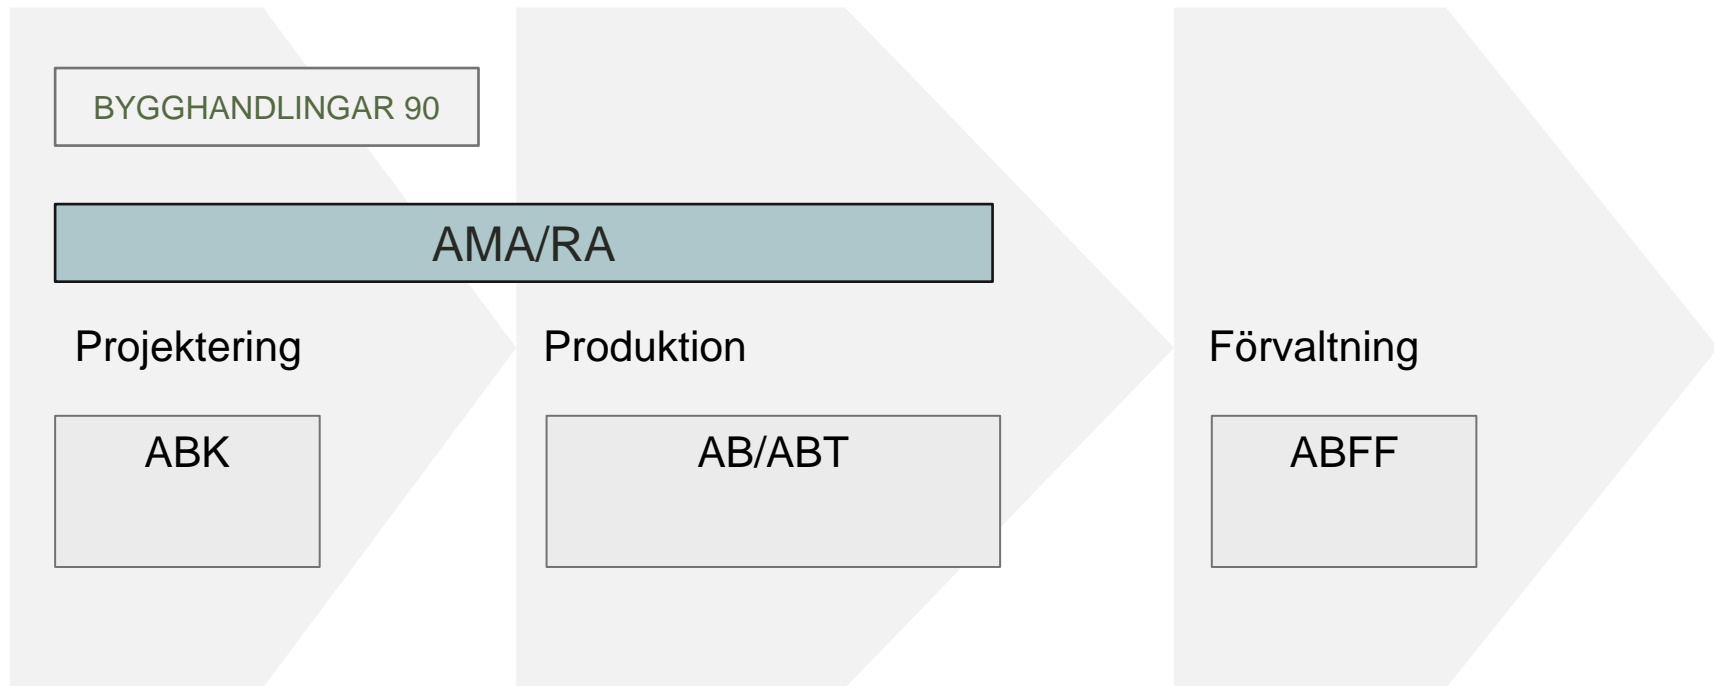 BYGGHANDLINGAR 90
AMA/RA
Projektering
Produktion
Förvaltning
ABK
AB/ABT
ABFF